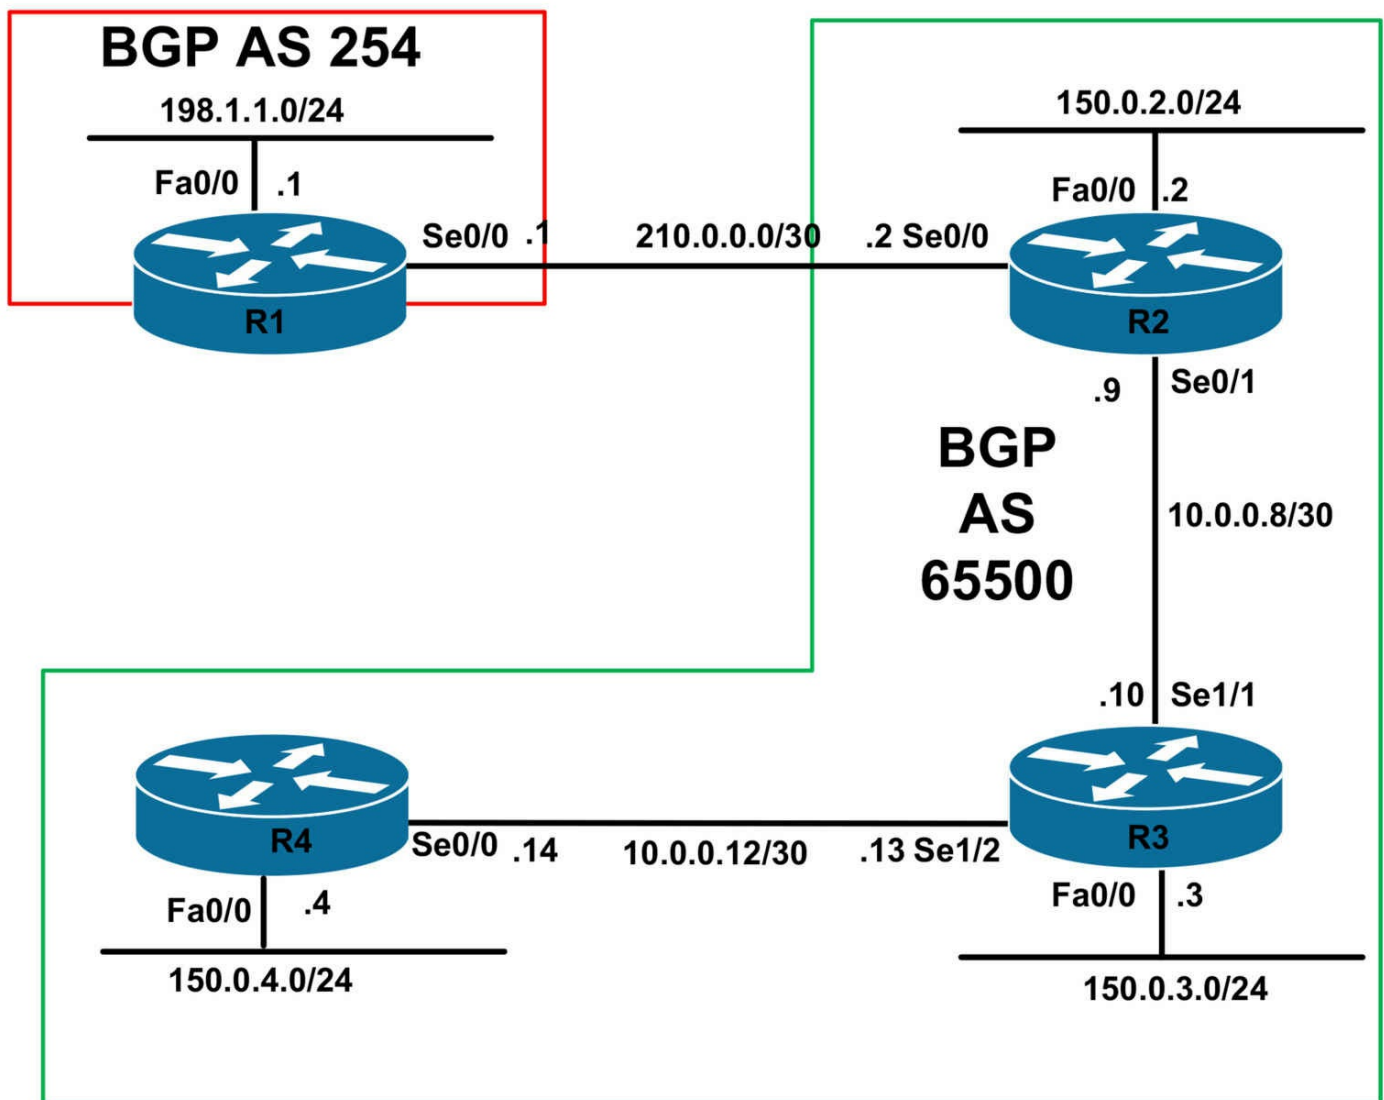 BGP AS 254
198.1.1.0/24
Fa0/0 .1
Se0/0 .1
R1
210.0.0.0/30
150.0.2.0/24
Fa0/0 .2
.2 Se0/0
R2
.9 Se0/1
BGP
AS
65500
10.0.0.8/30
.10 Se1/1
R4
Se0/0 .14
10.0.0.12/30
.13 Se1/2
R3
Fa0/0 .4
150.0.4.0/24
Fa0/0 .3
150.0.3.0/24